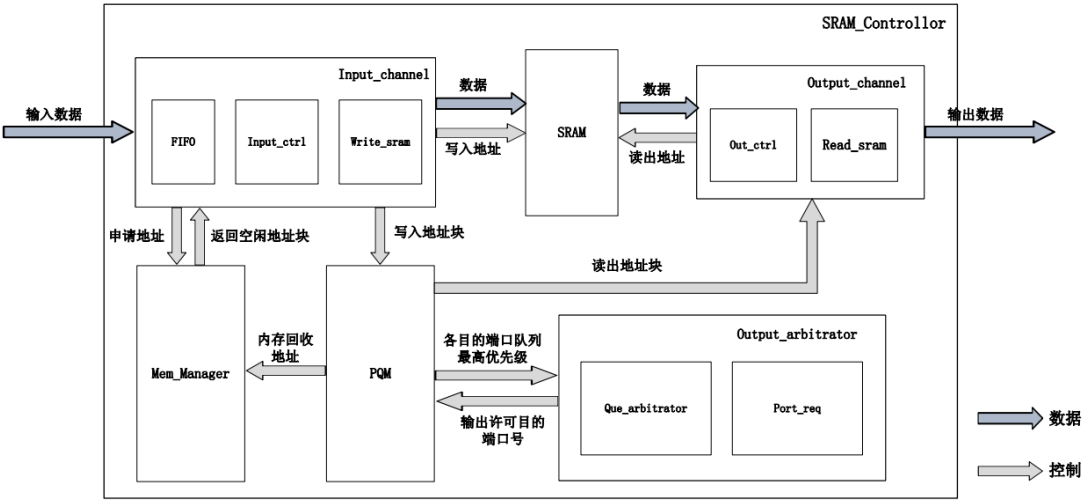 SRAM_Controllor
Input_channel
Output_channel
数据
数据
输入数据
输出数据
FIFO
Input_ctrl
Write_sram
SRAM
Out_ctrl
Read_sram
写入地址
读出地址
申请地址
返回空闲地址块
写入地址块
读出地址块
Output_arbitrator
内存回收
地址
各目的端口队列
最高优先级
Mem_Manager
PQM
Que_arbitrator
Port_req
输出许可目的
端口号
数据
控制